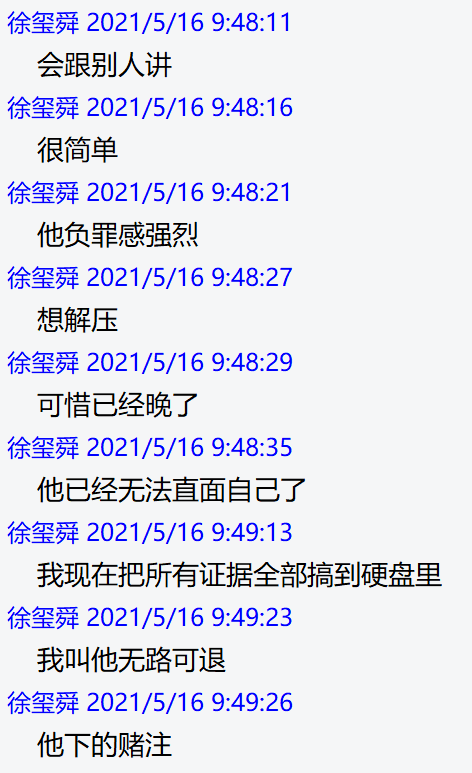 徐玺舜 2021/5/16 9:48:11
会跟别人讲
徐玺舜 2021/5/16 9:48:16
很简单
徐玺舜 2021/5/16 9:48:21
他负罪感强烈
徐玺舜 2021/5/16 9:48:27
想解压
徐玺舜 2021/5/16 9:48:29
可惜已经晚了
徐玺舜 2021/5/16 9:48:35
他已经无法直面自己了
徐玺舜 2021/5/16 9:49:13
我现在把所有证据全部搞到硬盘里
徐玺舜 2021/5/16 9:49:23
我叫他无路可退
徐玺舜 2021/5/16 9:49:26
他下的赌注